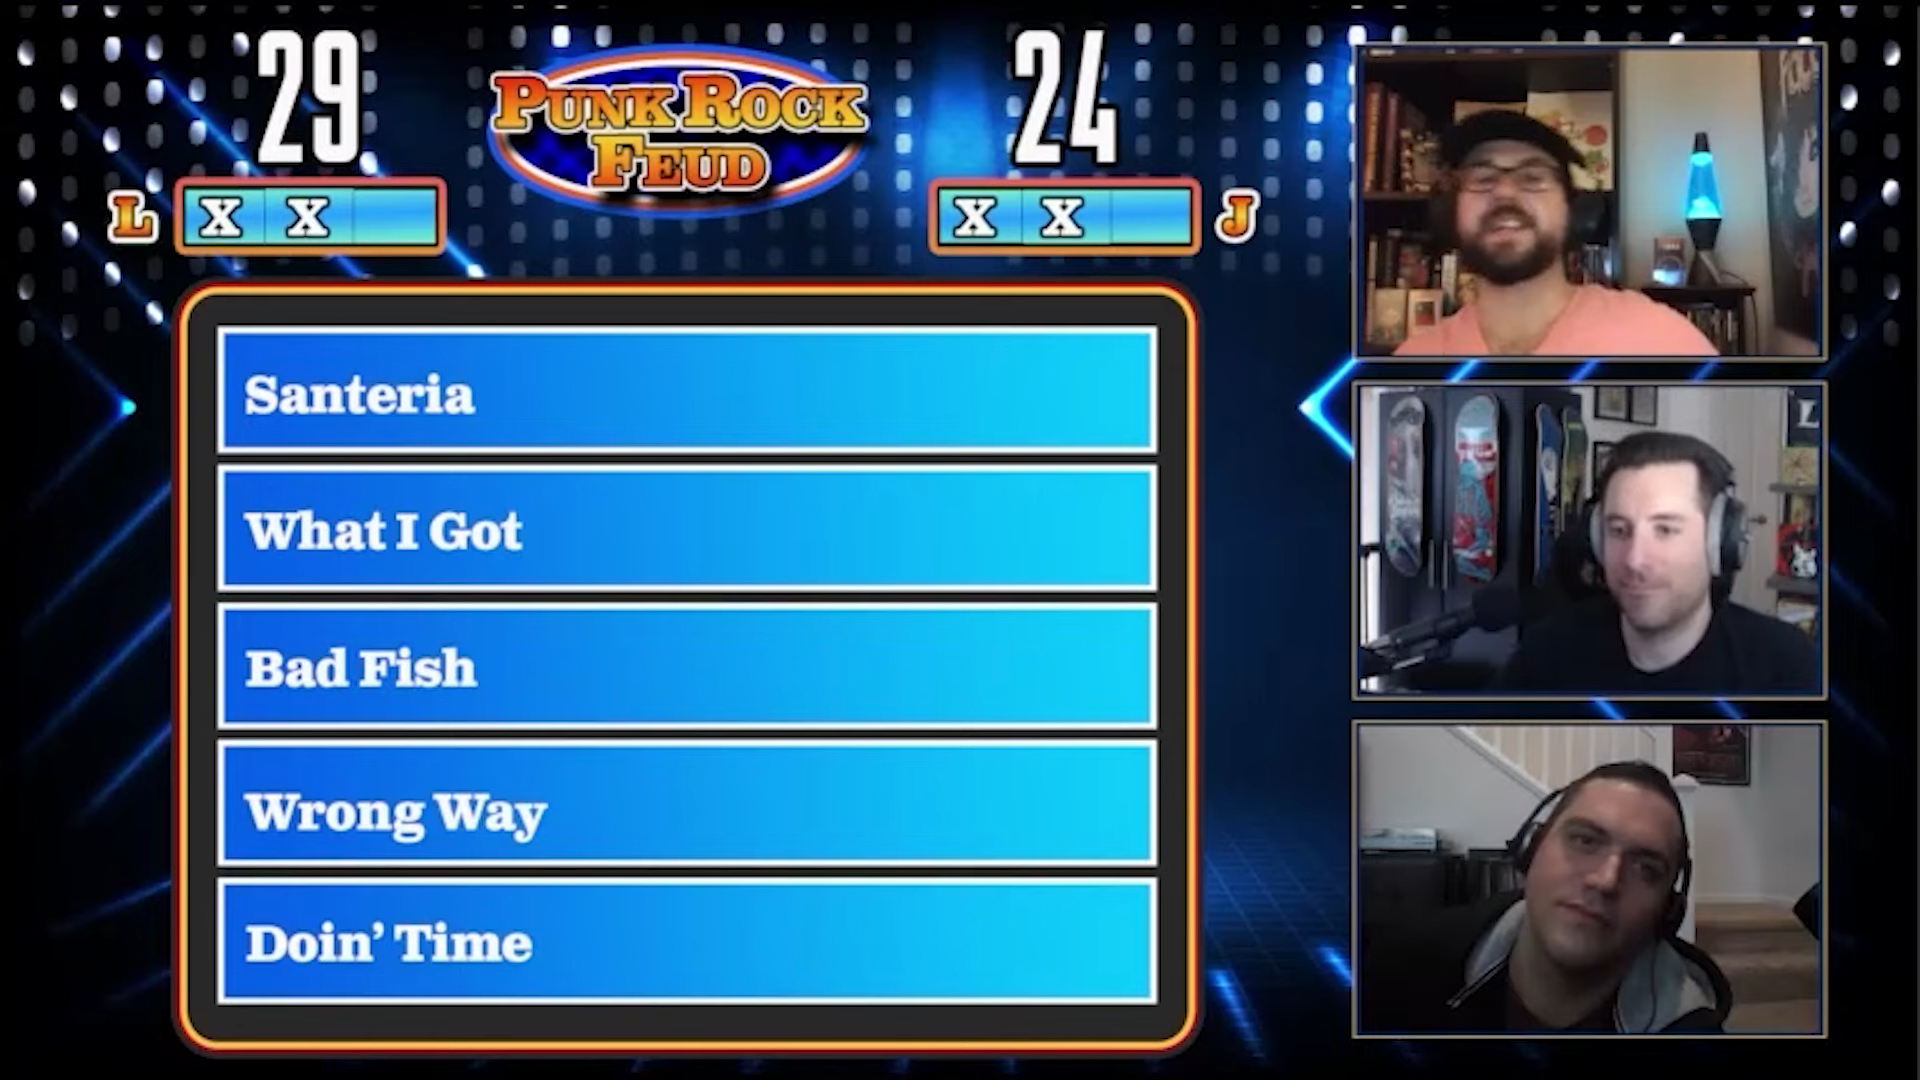 29
PUNK ROCK
FEUD
24
L
X X
X X
J
Santeria
What I Got
Bad Fish
Wrong Way
Doin’ Time